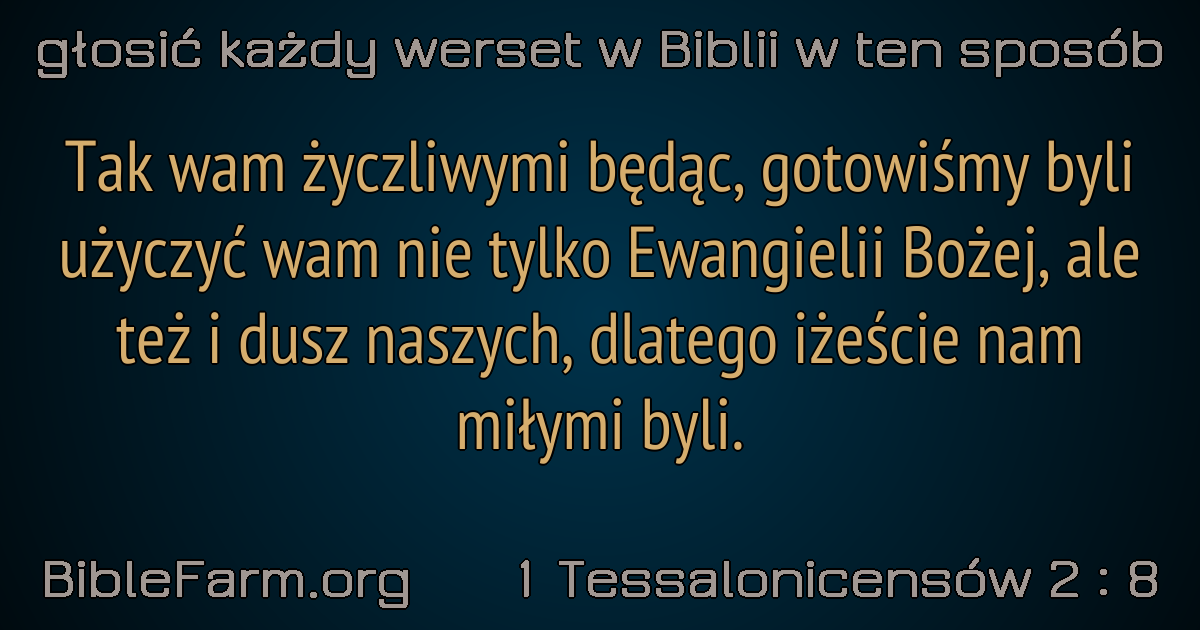 głosić każdy werset w Biblii w ten sposób
Tak wam życzliwymi będąc, gotowiśmy byli
użyczyć wam nie tylko Ewangielii Bożej, ale
też i dusz naszych, dlatego iżeście nam
miłymi byli.
BibleFarm.org 1 Tessalonicensów 2 : 8